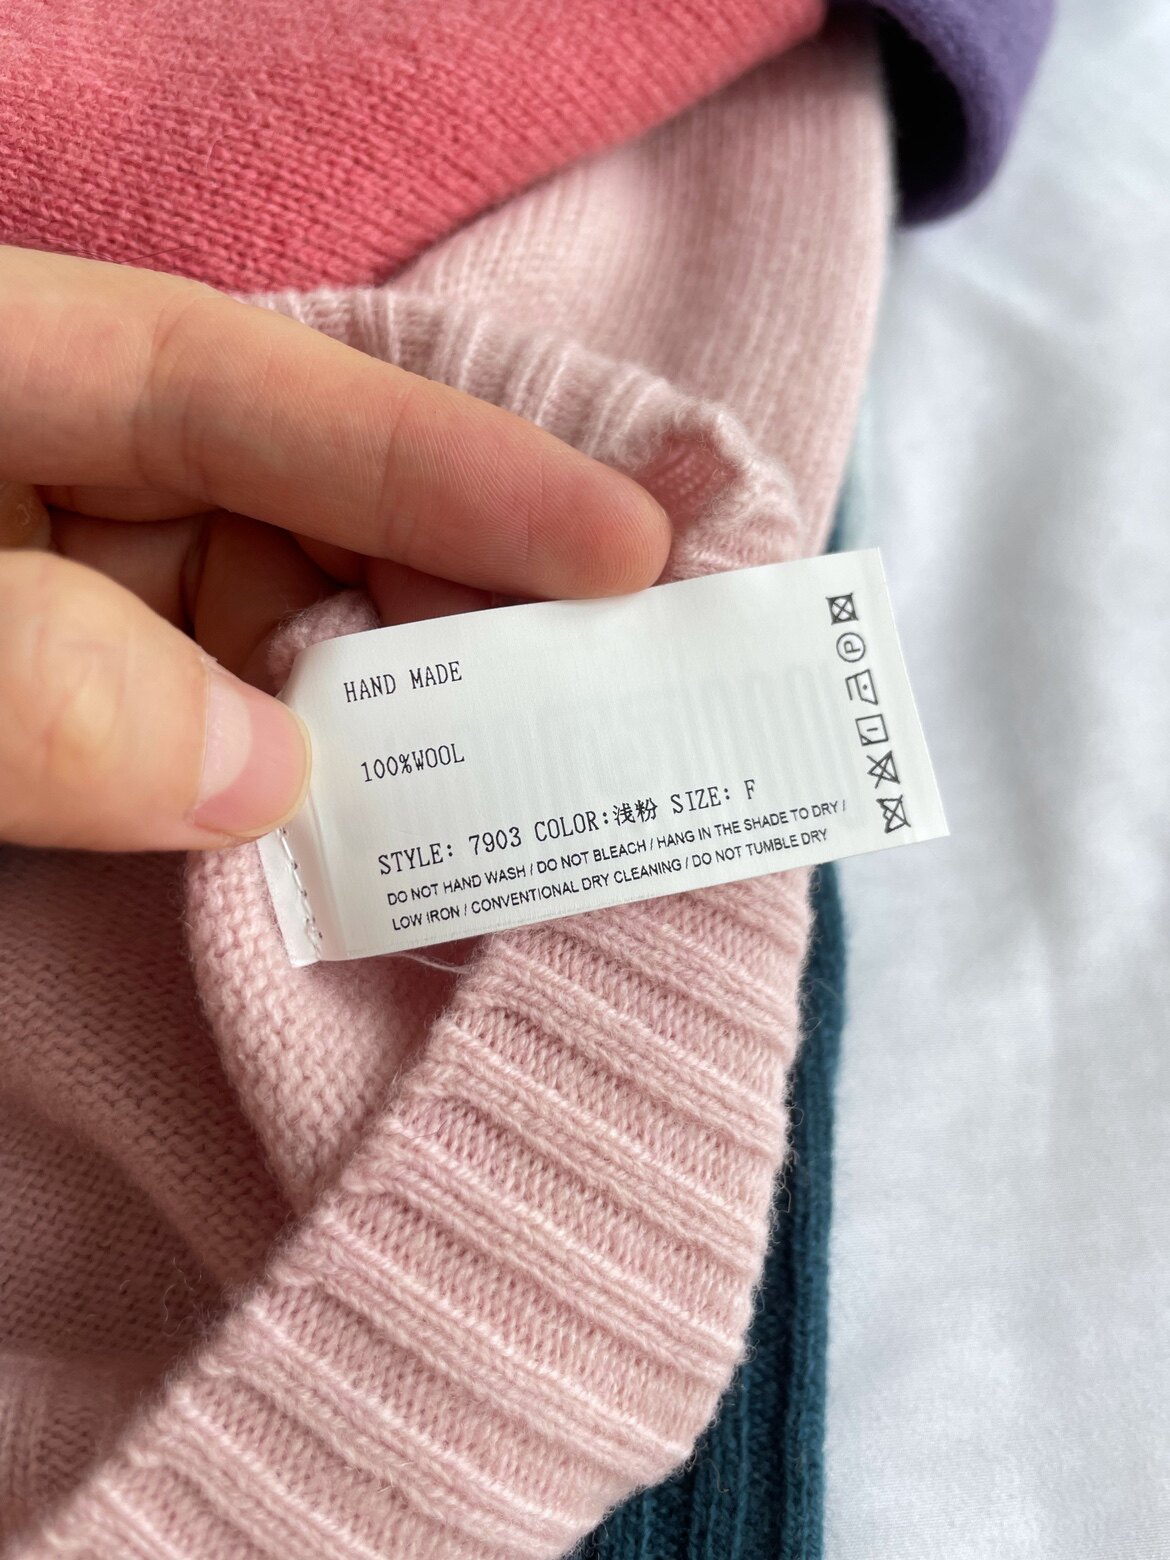 HAND MADE
100%WOOL
STYLE: 7903 COLOR:浅粉 SIZE: F
DO NOT HAND WASH / DO NOT BLEACH / HANG IN THE SHADE TO DRY /
LOW IRON / CONVENTIONAL DRY CLEANING / DO NOT TUMBLE DRY
P